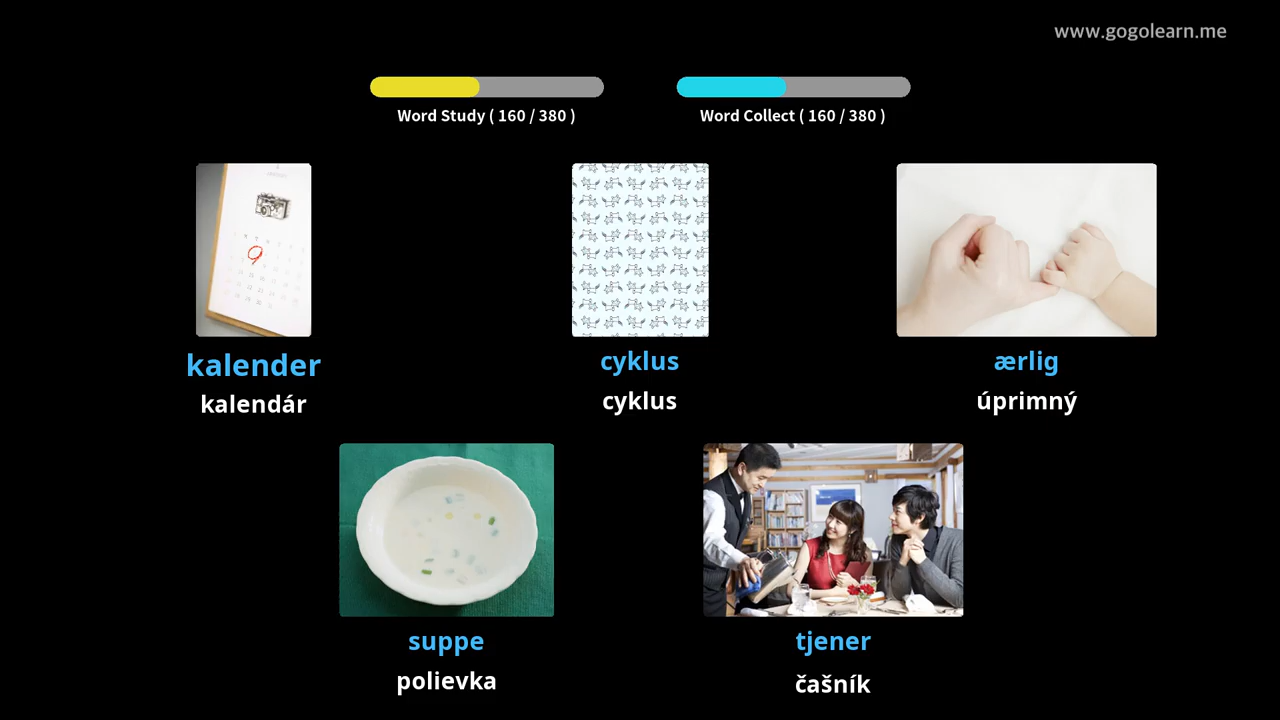 www.gogolearn.me
Word Study ( 160 / 380 )
Word Collect ( 160 / 380 )
kalender
kalendár
cyklus
cyklus
ærlig
úprimný
suppe
polievka
tjener
čašník